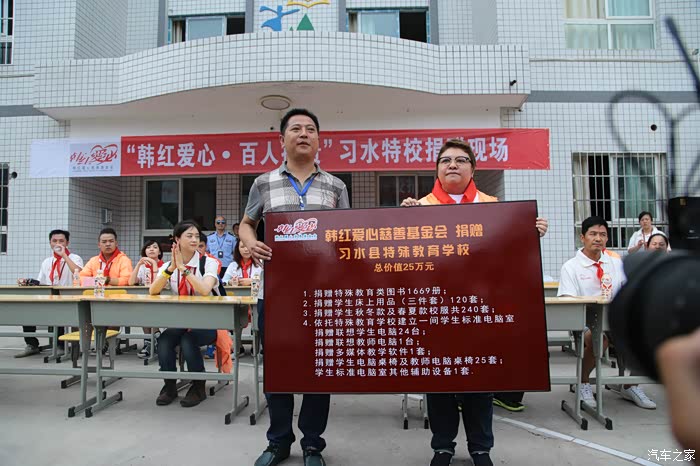 韩红爱心
“韩红爱心·百人
”习水特校捐
现场
韩红爱心慈善基金会 捐赠
习水县特殊教育学校
总价值25万元
1. 捐赠特殊教育类图书1669册;
2. 捐赠学生床上用品(三件套)120套;
3. 捐赠学生秋冬款及春夏款校服共240套;
4. 依托特殊教育学校建立一间学生标准电脑室
捐赠联想学生电脑24台;
捐赠联想教师电脑1台;
捐赠多媒体教学软件1套;
捐赠学生电脑桌椅及教师电脑桌椅25套;
学生标准电脑室其他辅助设备1套.
汽车之家